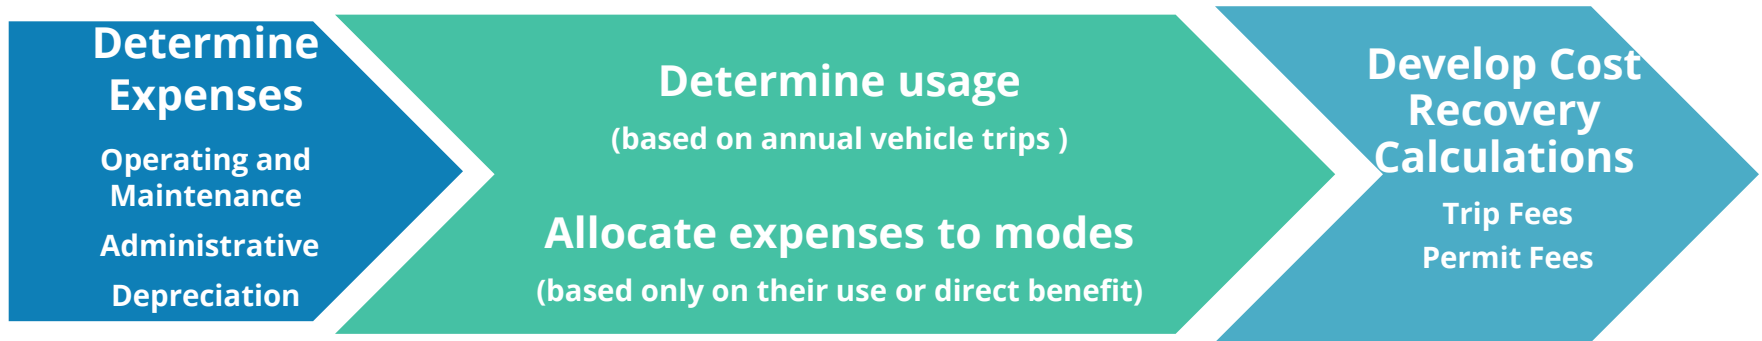 Determine
Expenses
Operating and
Maintenance
Administrative
Depreciation
Determine usage
(based on annual vehicle trips )
Allocate expenses to modes
(based only on their use or direct benefit)
Develop Cost
Recovery
Calculations
Trip Fees
Permit Fees